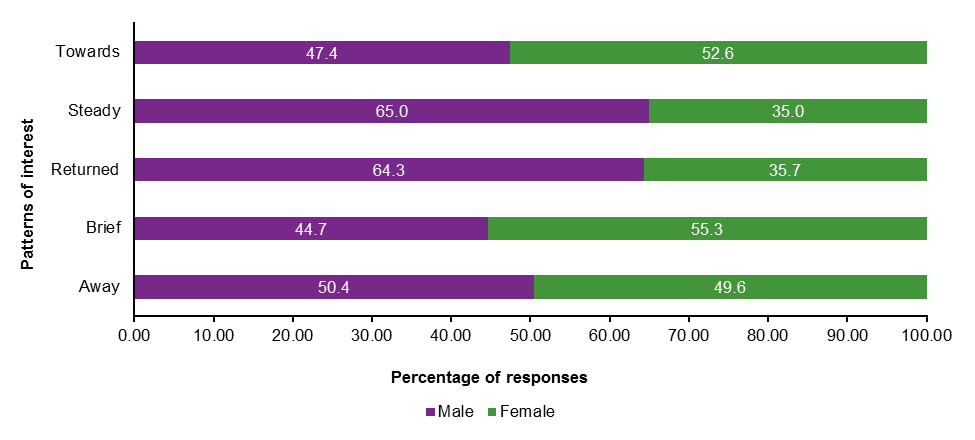 Patterns of interest
Towards 47.4 52.6
Steady 65.0 35.0
Returned 64.3 35.7
Brief 44.7 55.3
Away 50.4 49.6
0.00 10.00 20.00 30.00 40.00 50.00 60.00 70.00 80.00 90.00 100.00
Percentage of responses
Male Female